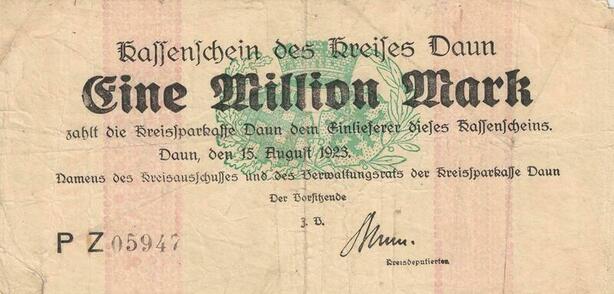 Kassenschein des Kreises Daun
Eine Million Mark
zahlt die Kreissparkasse Daun dem Einlieferer dieses Kassenscheins.
Daun, den 15. August 1923.
Namens des Kreisausschusses und des Verwaltungsrats der Kreissparkasse Daun
Der Vorsitzende
J. V.
P Z 05947
Kreisdeputierten